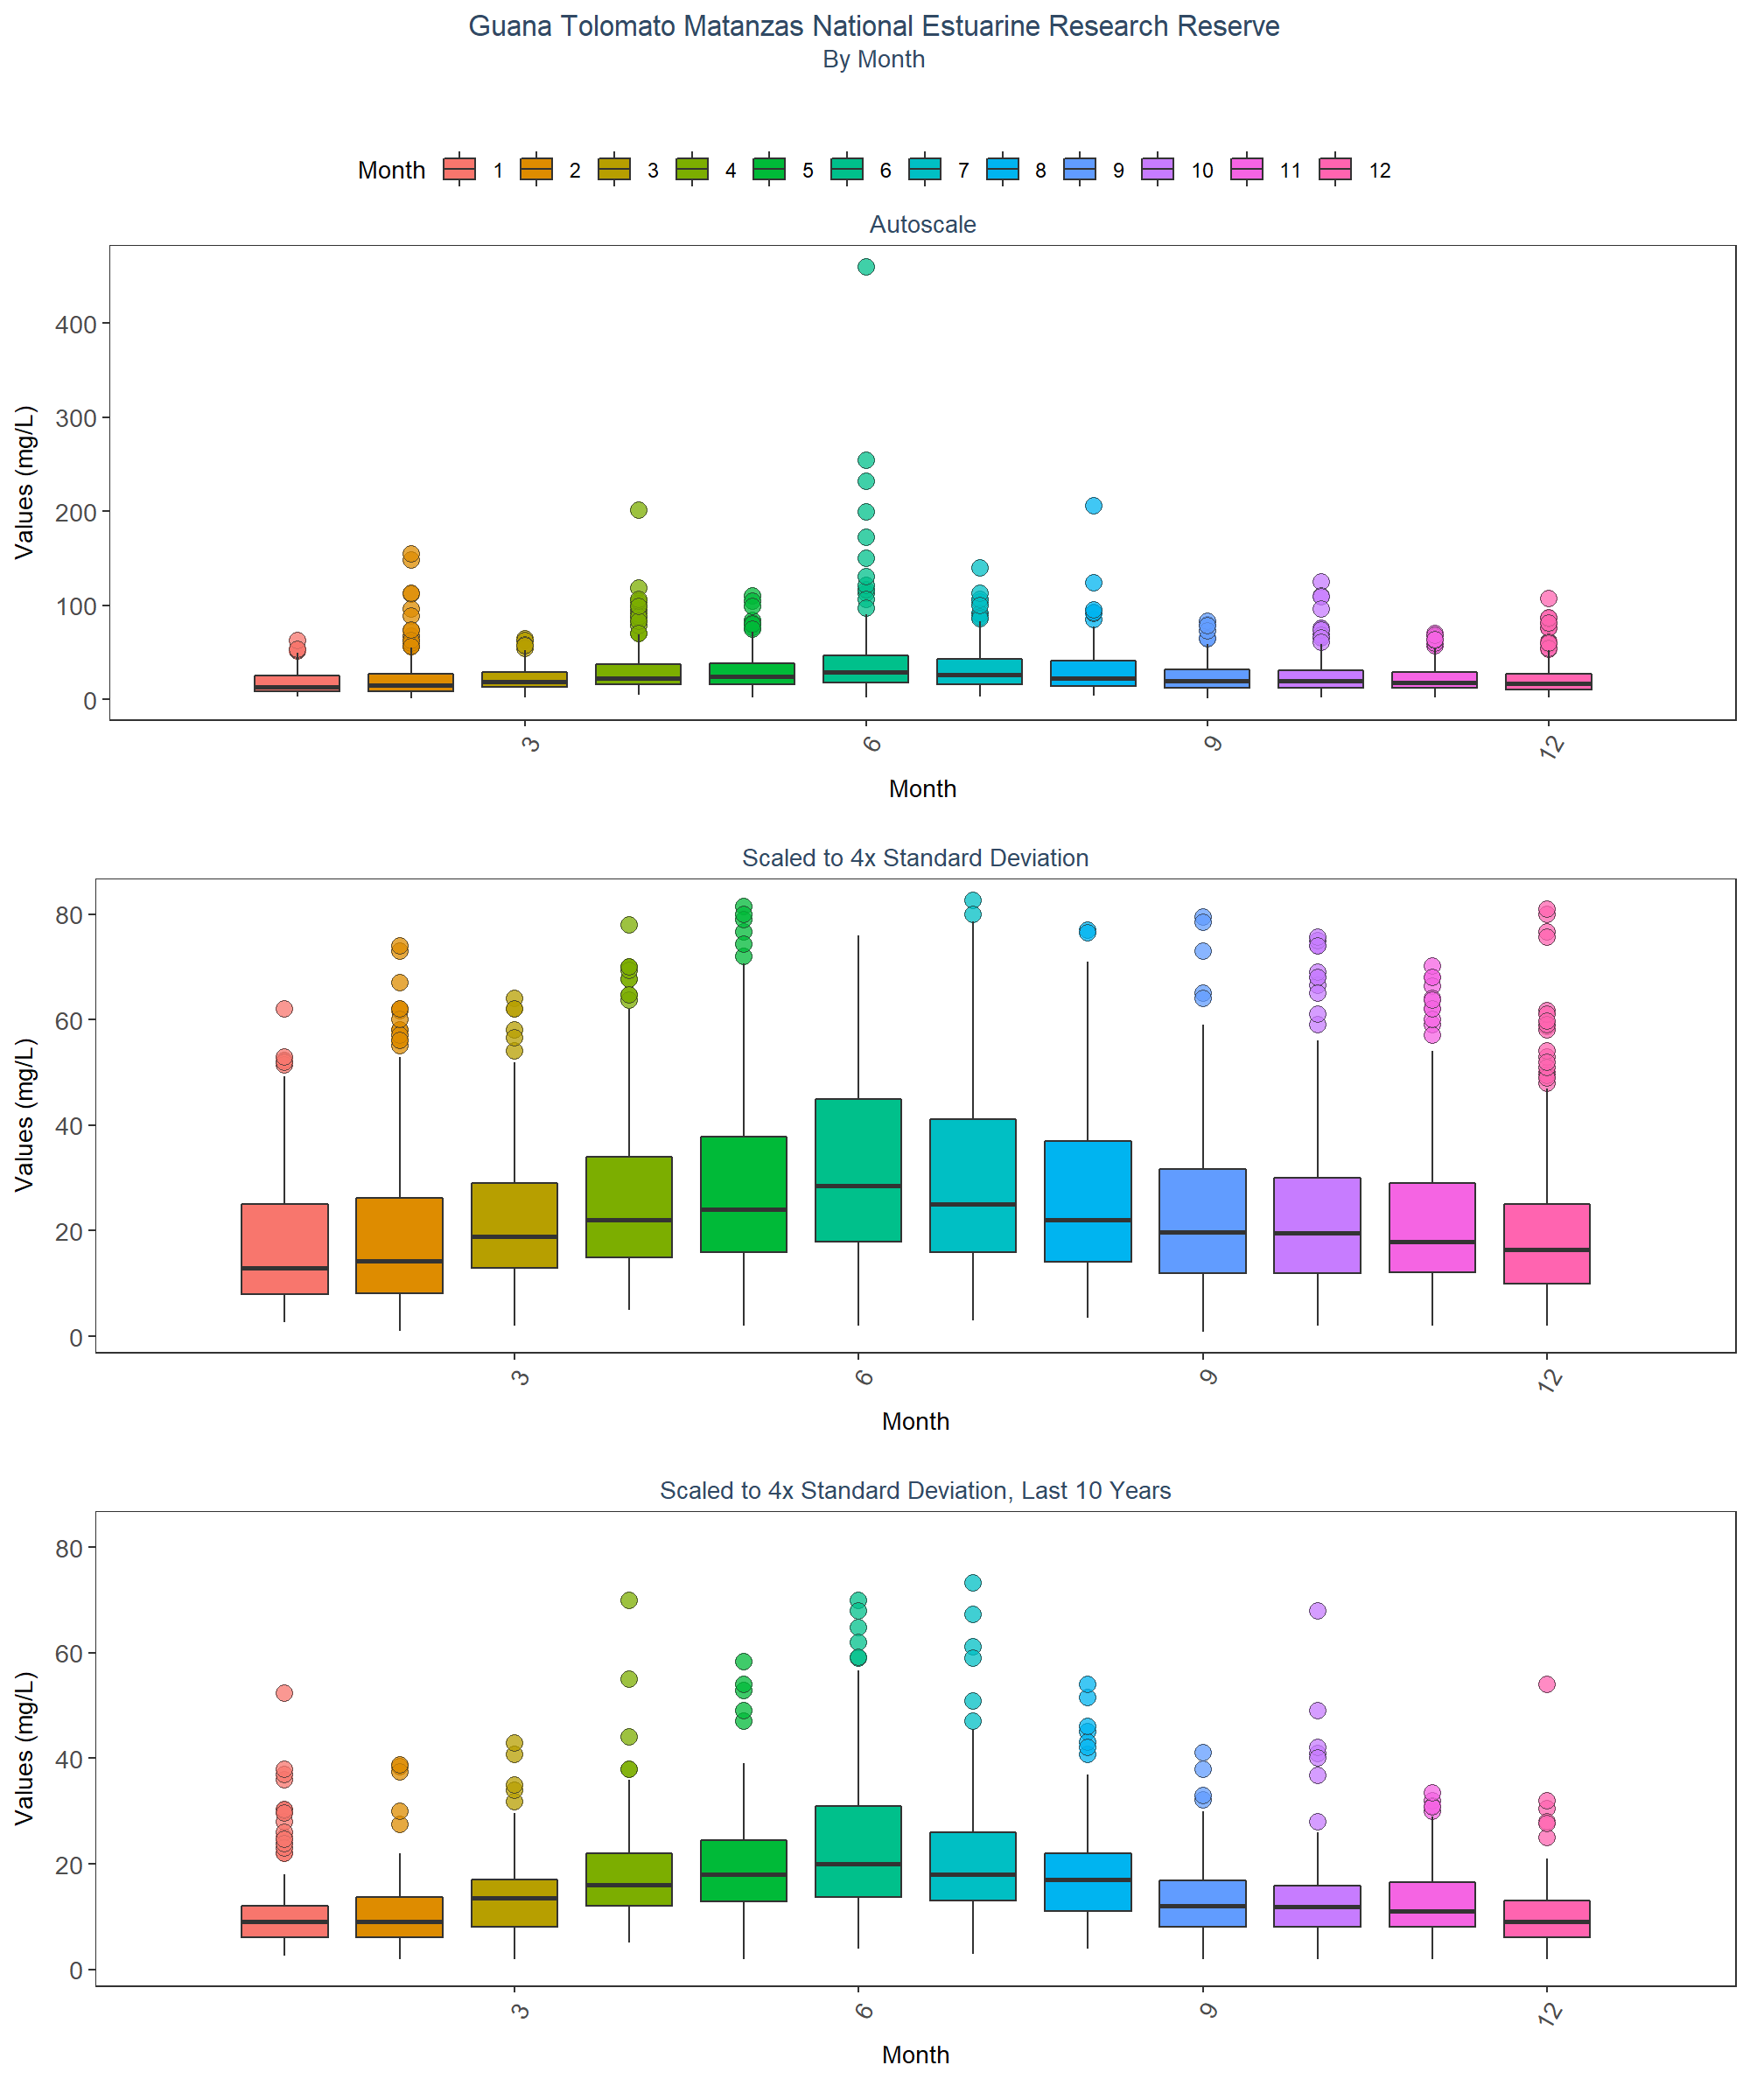 Guana Tolomato Matanzas National Estuarine Research Reserve
By Month
Month 1 2 3 4 5 6 7 8 9 10 11 12
Autoscale
Values (mg/L)
400
300
200
100
0
3 6 9 12
Month
Scaled to 4x Standard Deviation
Values (mg/L)
80
60
40
20
0
3 6 9 12
Month
Scaled to 4x Standard Deviation, Last 10 Years
Values (mg/L)
80
60
40
20
0
3 6 9 12
Month